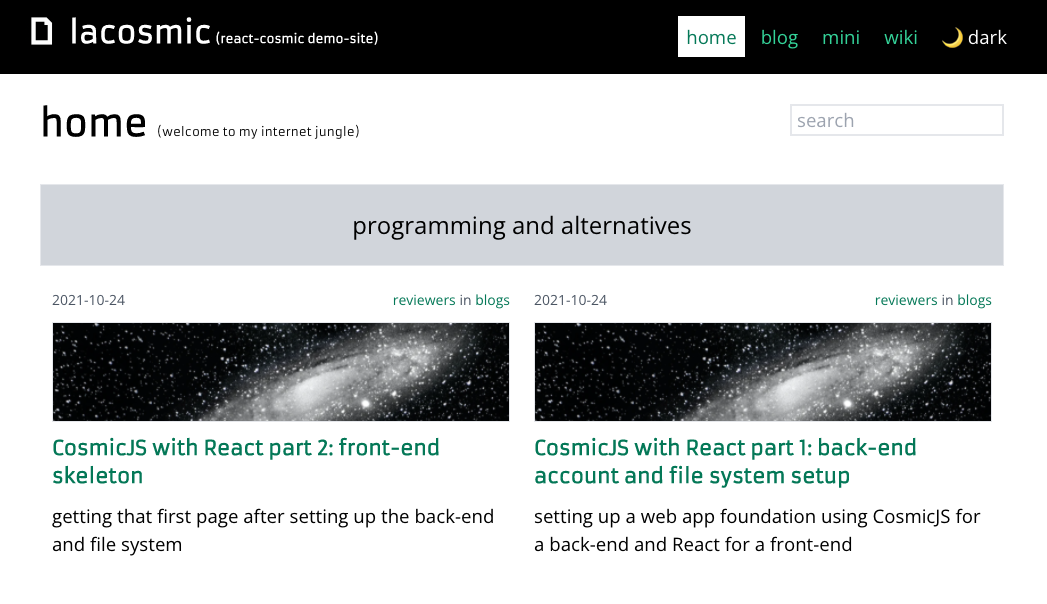 lacosmic (react-cosmic demo-site)
home blog mini wiki 🌙 dark
home (welcome to my internet jungle)
search
programming and alternatives
2021-10-24 reviewers in blogs
CosmicJS with React part 2: front-end
skeleton
getting that first page after setting up the back-end
and file system
2021-10-24 reviewers in blogs
CosmicJS with React part 1: back-end
account and file system setup
setting up a web app foundation using CosmicJS for
a back-end and React for a front-end